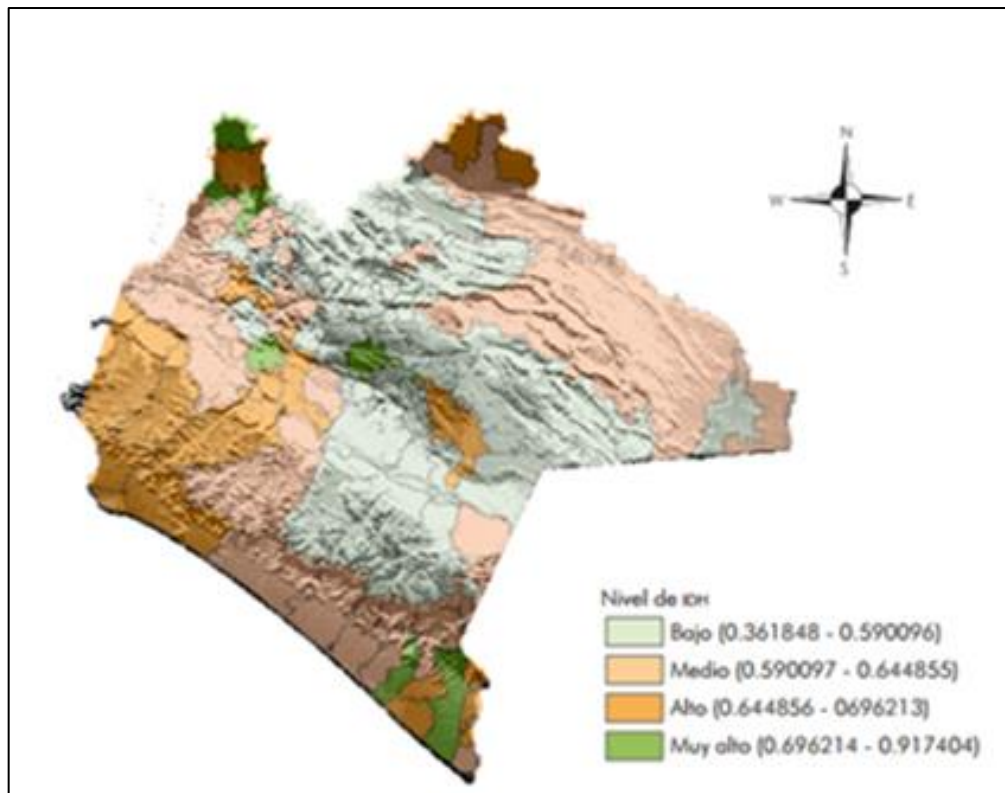 N
W E
S
Nivel de IDH
Bajo (0.361848 - 0.590096)
Medio (0.590097 - 0.644855)
Alto (0.644856 - 0696213)
Muy alto (0.696214 - 0.917404)